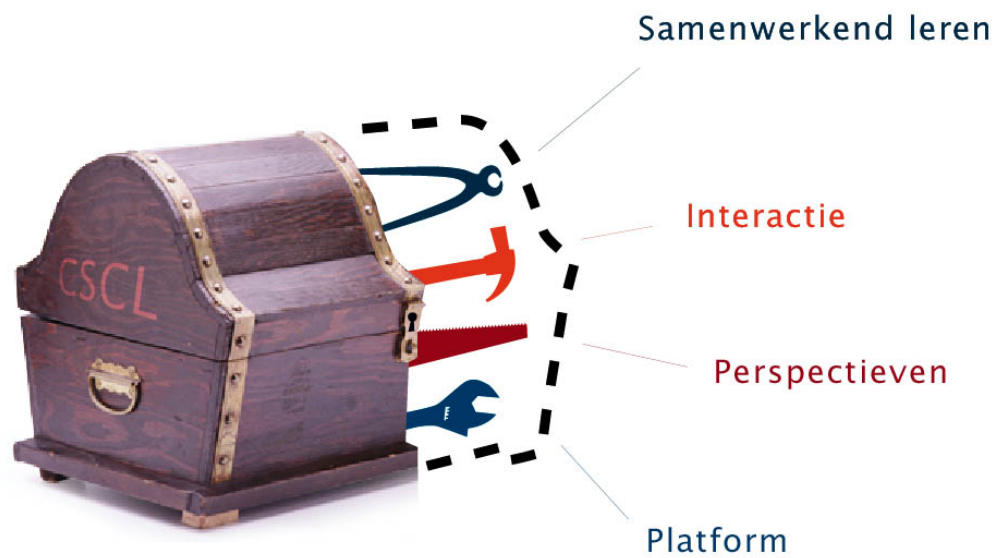 Samenwerkend leren
Interactie
CSCL
Perspectieven
Platform